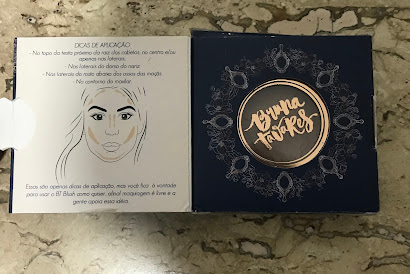 DICAS DE APLICAÇÃO
- No topo da testa próximo da raiz dos cabelos, no centro e/ou
apenas nas laterais.
- Nas laterais do dorso do nariz
- Nas laterais do rosto abaixo dos ossos da maçãs
- No contorno do maxilar.
Essas são apenas dicas de aplicação, mas você fica à vontade
para usar o BT Blush como quiser, afinal maquiagem é livre e a
gente apoia essa idéia.
Bruna
Tavares